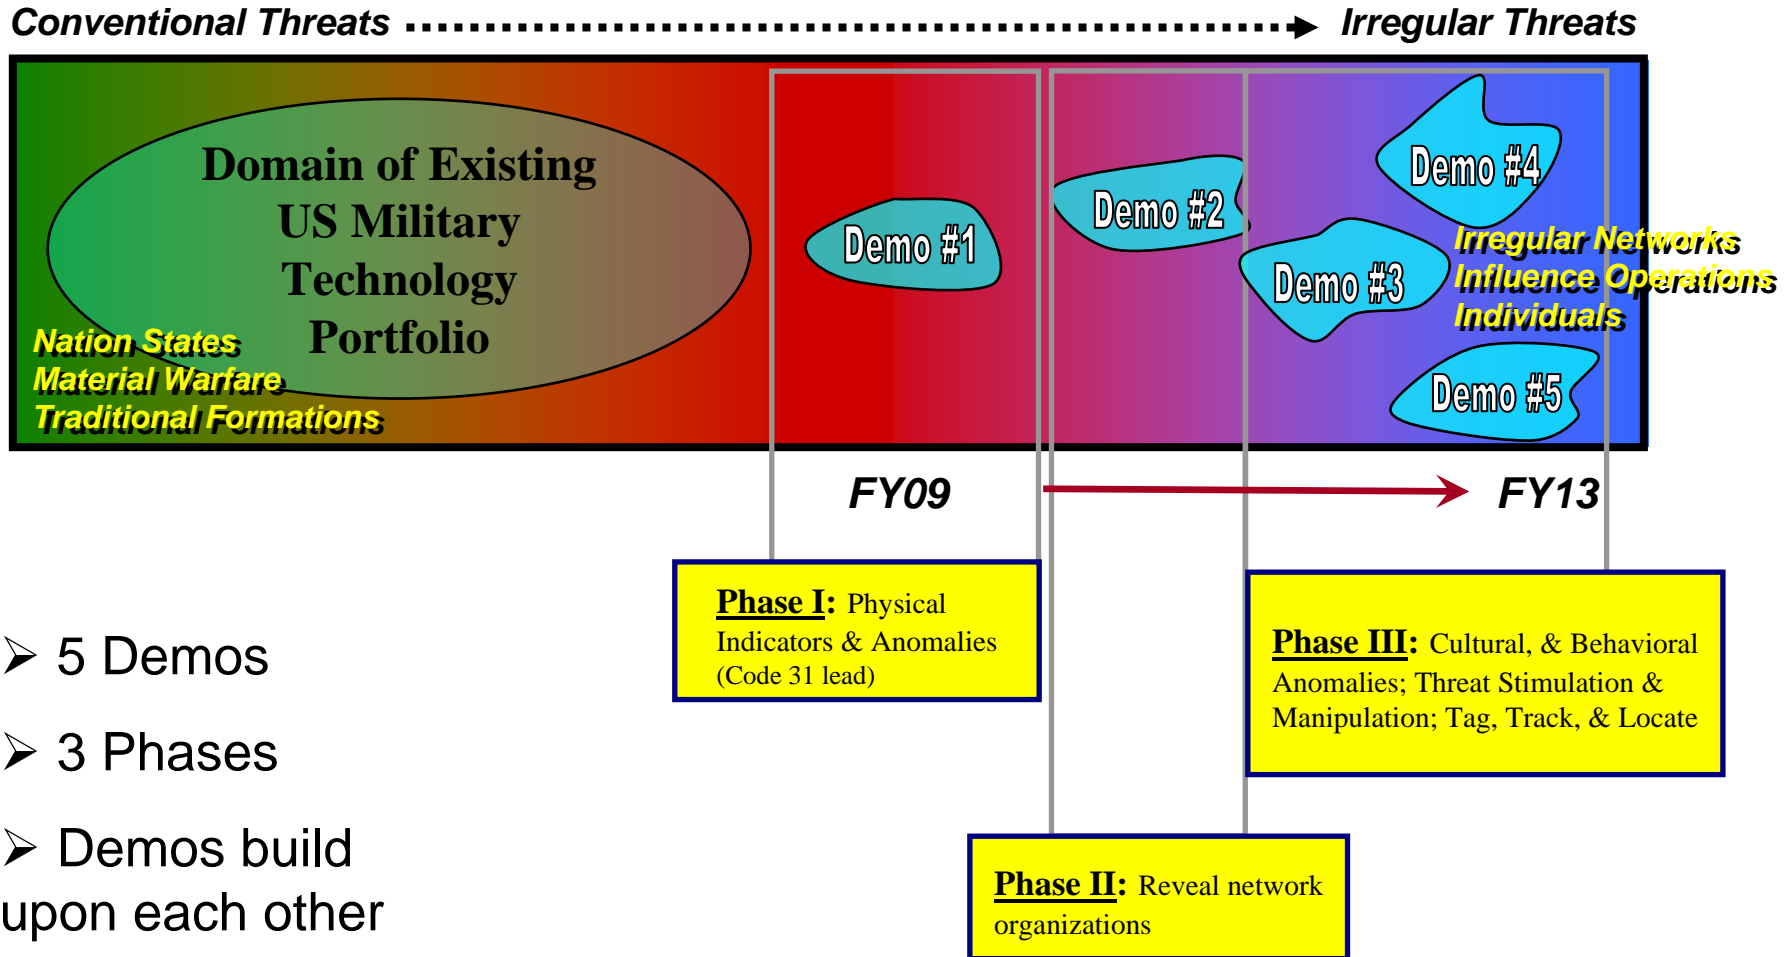 Conventional Threats
Irregular Threats
Domain of Existing
US Military
Technology
Portfolio
Nation States
Material Warfare
Traditional Formations
Demo #1
Demo #2
Demo #3
Demo #4
Irregular Networks
Influence Operations
Individuals
Demo #5
FY09
FY13
Phase I: Physical
Indicators & Anomalies
(Code 31 lead)
Phase III: Cultural, & Behavioral
Anomalies; Threat Stimulation &
Manipulation; Tag, Track, & Locate
Phase II: Reveal network
organizations
➢ 5 Demos
➢ 3 Phases
➢ Demos build
upon each other